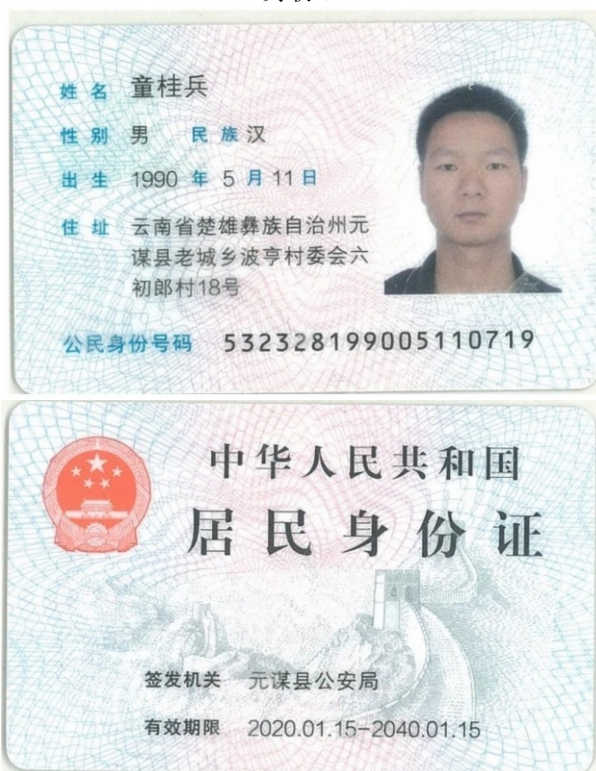 姓名 童桂兵
性别 男 民族 汉
出生 1990 年 5 月 11 日
住址 云南省楚雄彝族自治州元
谋县老城乡波亨村委会六
初郎村18号
公民身份号码 532328199005110719
中华人民共和国
居民身份证
签发机关 元谋县公安局
有效期限 2020.01.15-2040.01.15